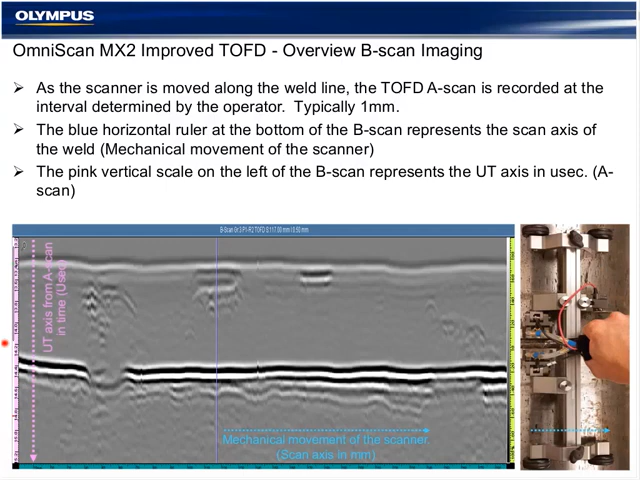 OLYMPUS
OmniScan MX2 Improved TOFD - Overview B-scan Imaging
As the scanner is moved along the weld line, the TOFD A-scan is recorded at the
interval determined by the operator. Typically 1mm.
The blue horizontal ruler at the bottom of the B-scan represents the scan axis of
the weld (Mechanical movement of the scanner)
The pink vertical scale on the left of the B-scan represents the UT axis in usec. (A-
scan)
UT axis from A-scan
in time (Usec)
Mechanical movement of the scanner.
(Scan axis in mm)